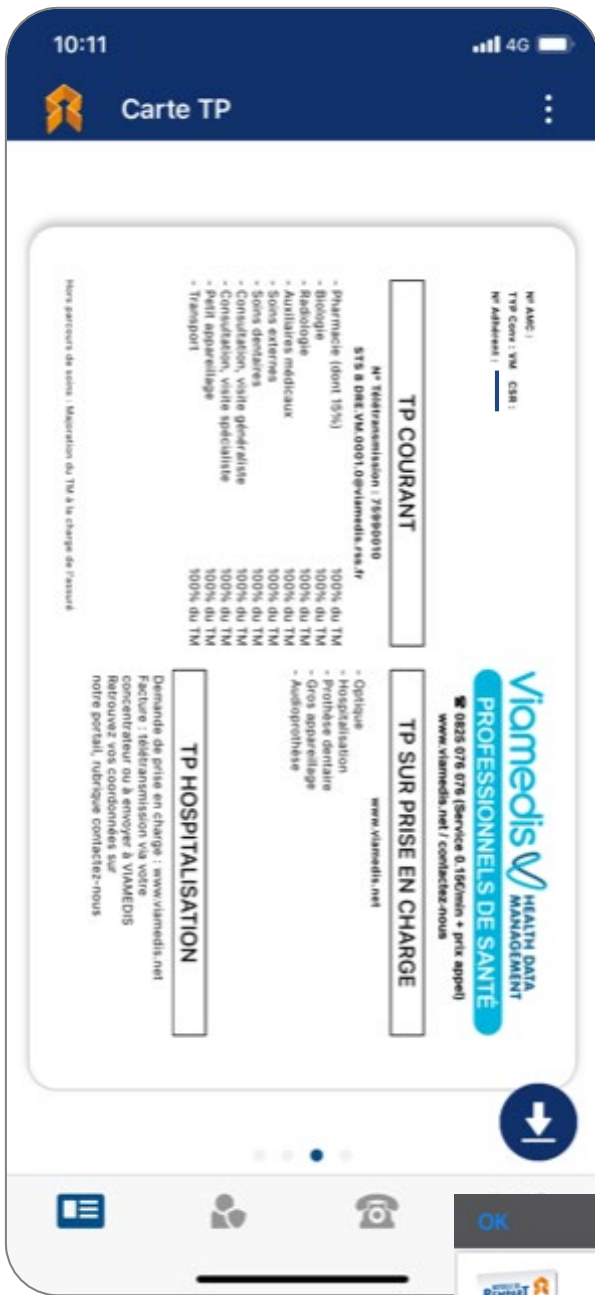 10:11
4G
Carte TP
N° AMC :
TYP Conv : VM CSR :
N° Adhérent :
Viamedis
HEALTH DATA
MANAGEMENT
PROFESSIONNELS DE SANTÉ
☎ 0825 076 076 (Service 0.15€/min + prix appel)
www.viamedis.net / contactez-nous
TP COURANT
N° Télétransmission : 75990010
STS à DRE.VM.0001.0@viamedis.rss.fr
- Pharmacie (dont 15%) 100% du TM
- Biologie 100% du TM
- Radiologie 100% du TM
- Auxiliaires médicaux 100% du TM
- Soins externes 100% du TM
- Soins dentaires 100% du TM
- Consultation, visite généraliste 100% du TM
- Consultation, visite spécialiste 100% du TM
- Petit appareillage 100% du TM
- Transport 100% du TM
TP SUR PRISE EN CHARGE
www.viamedis.net
- Optique
- Hospitalisation
- Prothèse dentaire
- Gros appareillage
- Audioprothèse
TP HOSPITALISATION
Demande de prise en charge : www.viamedis.net
Facture : télétransmission via votre
concentrateur ou à envoyer à VIAMEDIS
Retrouvez vos coordonnées sur
notre portail, rubrique contactez-nous
Hors parcours de soins : Majoration du TM à la charge de l'assuré
OK
REMPART